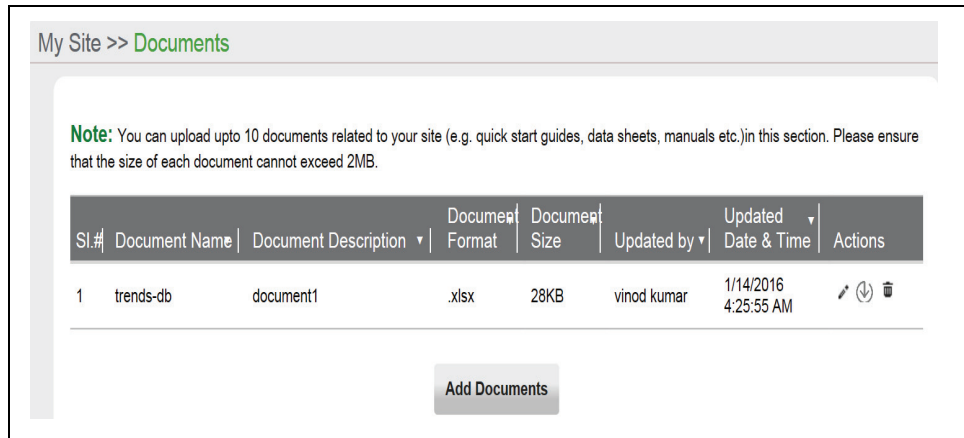 My Site >> Documents
Note: You can upload upto 10 documents related to your site (e.g. quick start guides, data sheets, manuals etc.)in this section. Please ensure
that the size of each document cannot exceed 2MB.
Sl.# Document Name Document Description Document Format Document Size Updated by Updated Date & Time Actions
1 trends-db document1 .xlsx 28KB vinod kumar 1/14/2016 4:25:55 AM
Add Documents